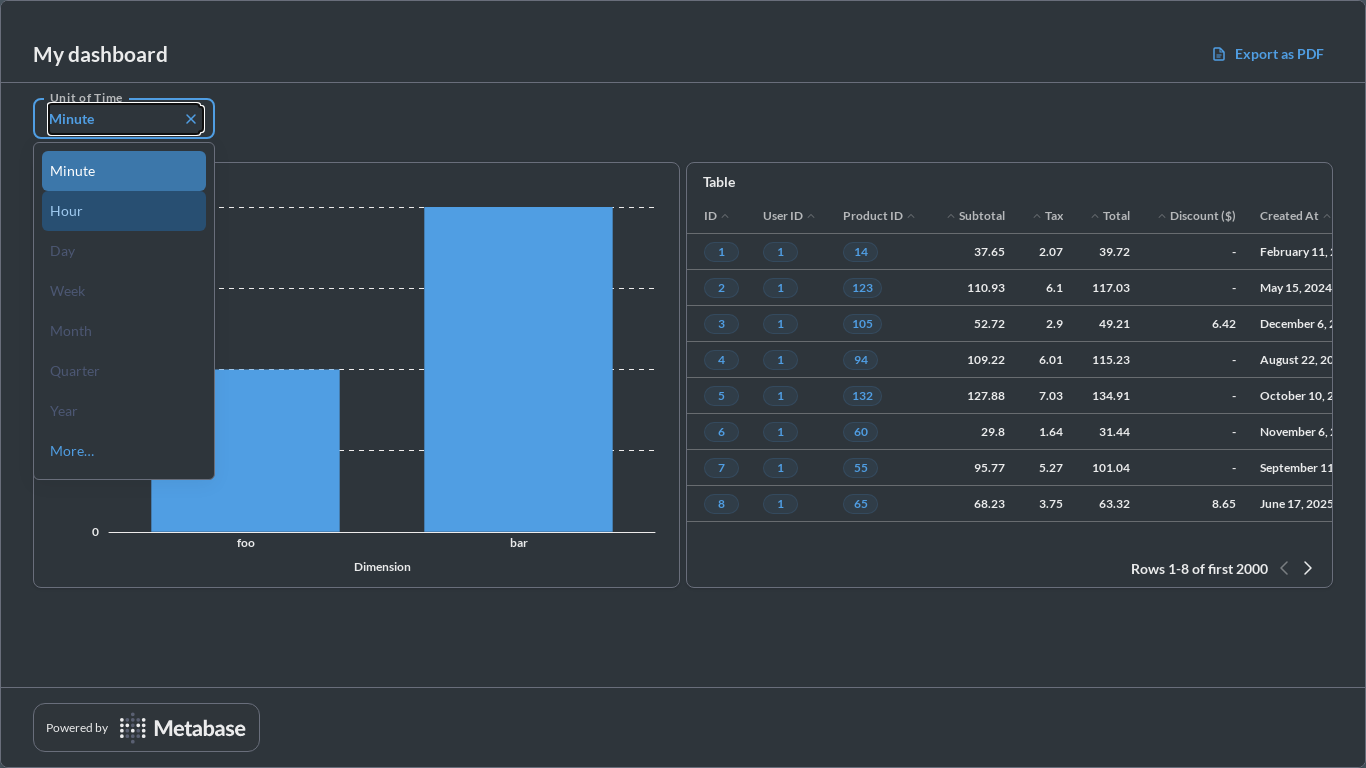 My dashboard
Export as PDF
Unit of Time
Minute
Minute
Hour
Day
Week
Month
Quarter
Year
More…
0
foo
bar
Dimension
Table
ID User ID Product ID Subtotal Tax Total Discount ($) Created At
1 1 14 37.65 2.07 39.72 - February 11,
2 1 123 110.93 6.1 117.03 - May 15, 2024
3 1 105 52.72 2.9 49.21 6.42 December 6,
4 1 94 109.22 6.01 115.23 - August 22, 20
5 1 132 127.88 7.03 134.91 - October 10, 2
6 1 60 29.8 1.64 31.44 - November 6,
7 1 55 95.77 5.27 101.04 - September 11
8 1 65 68.23 3.75 63.32 8.65 June 17, 2025
Rows 1-8 of first 2000
Powered by Metabase